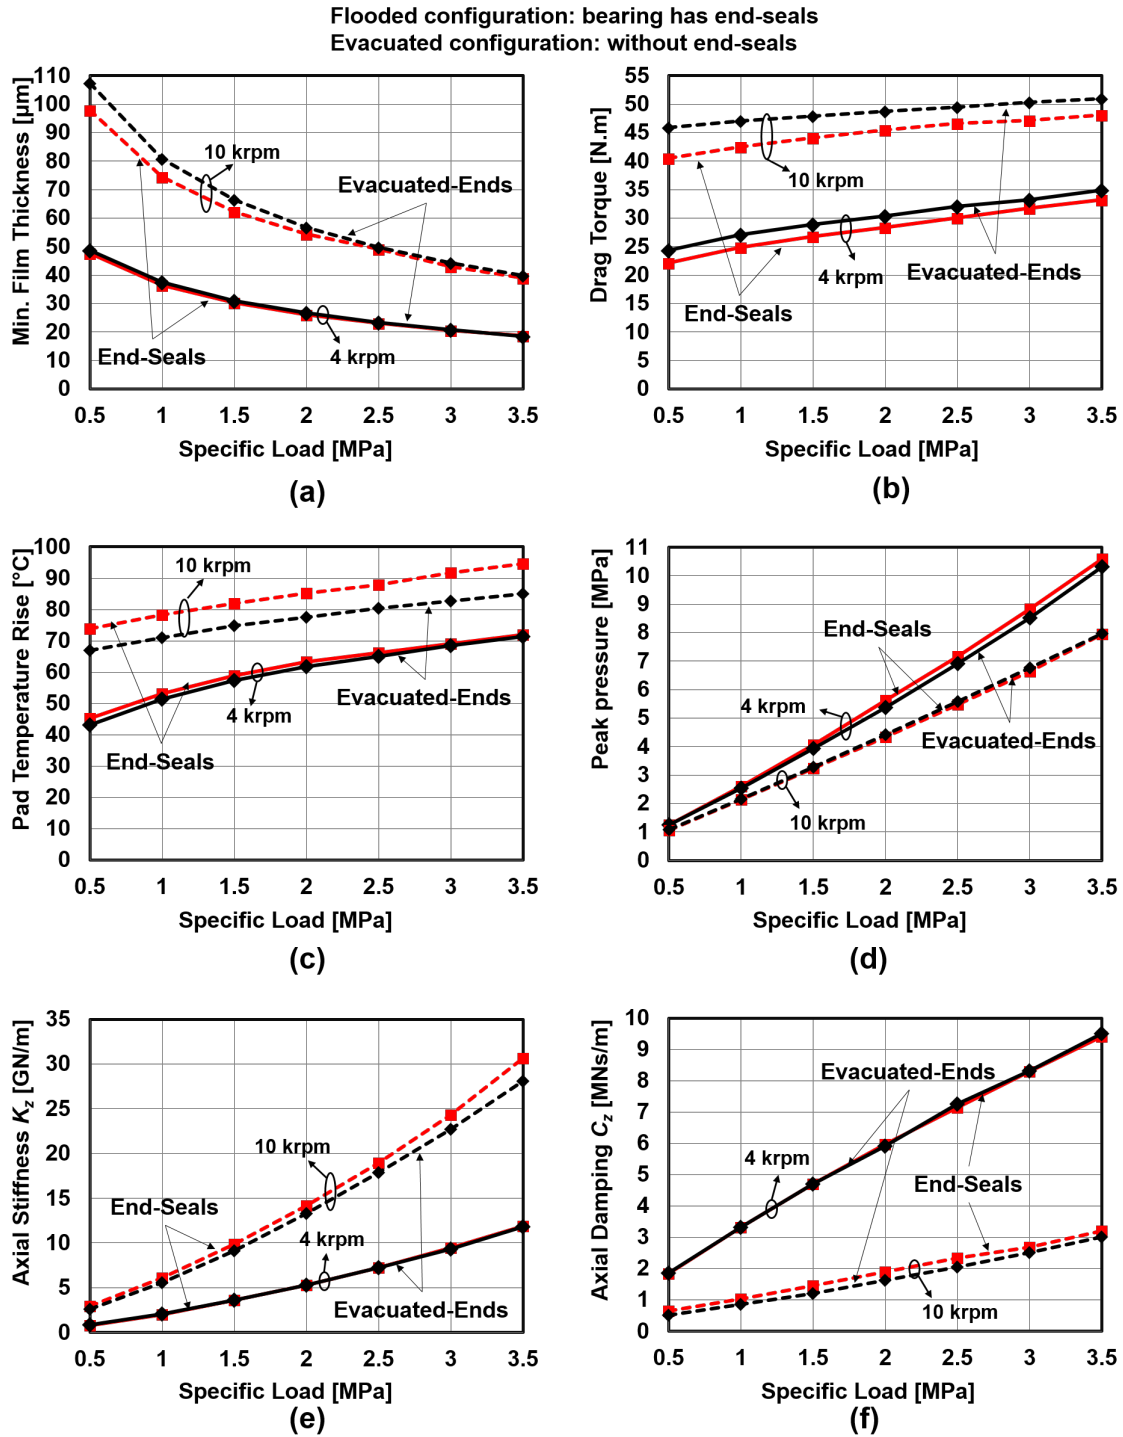 Flooded configuration: bearing has end-seals
Evacuated configuration: without end-seals
Min. Film Thickness [µm]
110
100
90
80
70
60
50
40
30
20
10
0
10 krpm
Evacuated-Ends
End-Seals
4 krpm
0.5 1 1.5 2 2.5 3 3.5
Specific Load [MPa]
(a)
Drag Torque [N.m]
55
50
45
40
35
30
25
20
15
10
5
0
10 krpm
4 krpm
Evacuated-Ends
End-Seals
0.5 1 1.5 2 2.5 3 3.5
Specific Load [MPa]
(b)
Pad Temperature Rise [°C]
100
90
80
70
60
50
40
30
20
10
0
10 krpm
Evacuated-Ends
4 krpm
End-Seals
0.5 1 1.5 2 2.5 3 3.5
Specific Load [MPa]
(c)
Peak pressure [MPa]
11
10
9
8
7
6
5
4
3
2
1
0
End-Seals
4 krpm
Evacuated-Ends
10 krpm
0.5 1 1.5 2 2.5 3 3.5
Specific Load [MPa]
(d)
Axial Stiffness Kz [GN/m]
35
30
25
20
15
10
5
0
10 krpm
End-Seals
4 krpm
Evacuated-Ends
0.5 1 1.5 2 2.5 3 3.5
Specific Load [MPa]
(e)
Axial Damping Cz [MNs/m]
10
9
8
7
6
5
4
3
2
1
0
Evacuated-Ends
4 krpm
End-Seals
10 krpm
0.5 1 1.5 2 2.5 3 3.5
Specific Load [MPa]
(f)